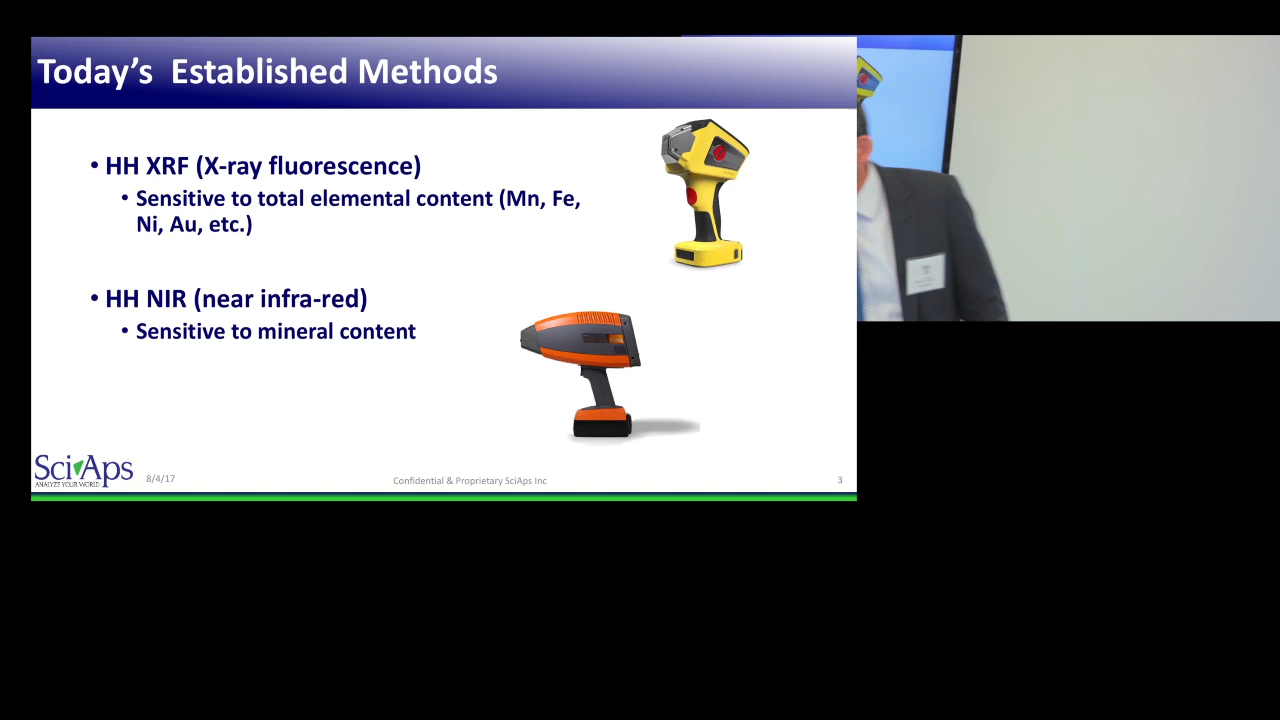 Today's  Established Methods
• HH XRF (X-ray fluorescence)
• Sensitive to total elemental content (Mn, Fe,
Ni, Au, etc.)
• HH NIR (near infra-red)
• Sensitive to mineral content
SciAps
ANALYZE YOUR WORLD
8/4/17
Confidential & Proprietary SciAps Inc
3